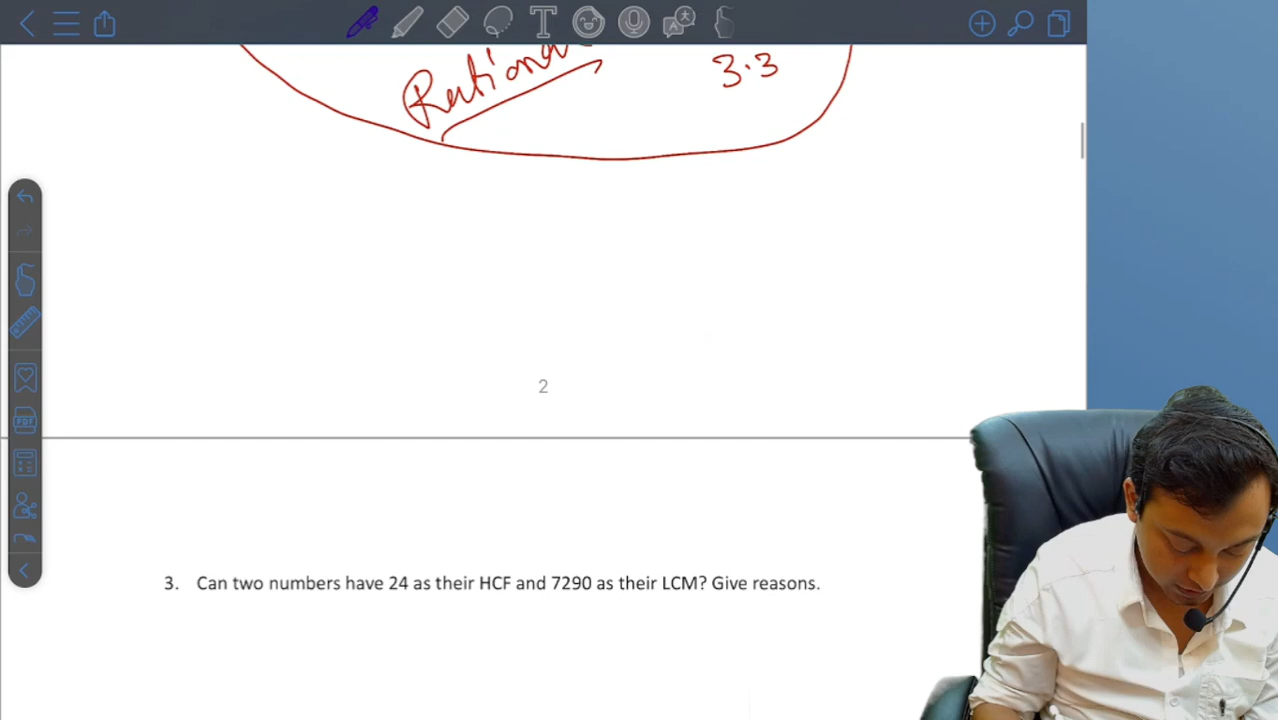 Rational
3.3
2
3. Can two numbers have 24 as their HCF and 7290 as their LCM? Give reasons.